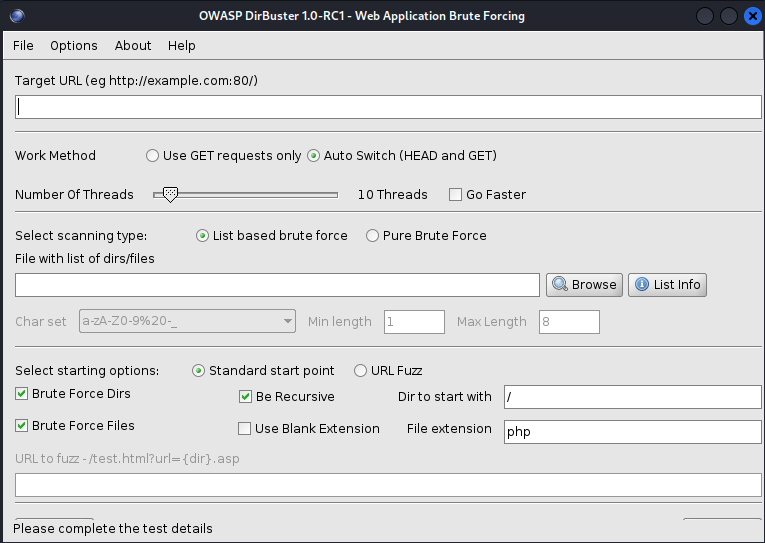 OWASP DirBuster 1.0-RC1 - Web Application Brute Forcing
File Options About Help
Target URL (eg http://example.com:80/)
Work Method Use GET requests only Auto Switch (HEAD and GET)
Number Of Threads 10 Threads Go Faster
Select scanning type: List based brute force Pure Brute Force
File with list of dirs/files
Browse List Info
Char set a-zA-Z0-9%20-_ Min length 1 Max Length 8
Select starting options: Standard start point URL Fuzz
Brute Force Dirs Be Recursive Dir to start with /
Brute Force Files Use Blank Extension File extension php
URL to fuzz - /test.html?url={dir}.asp
Please complete the test details